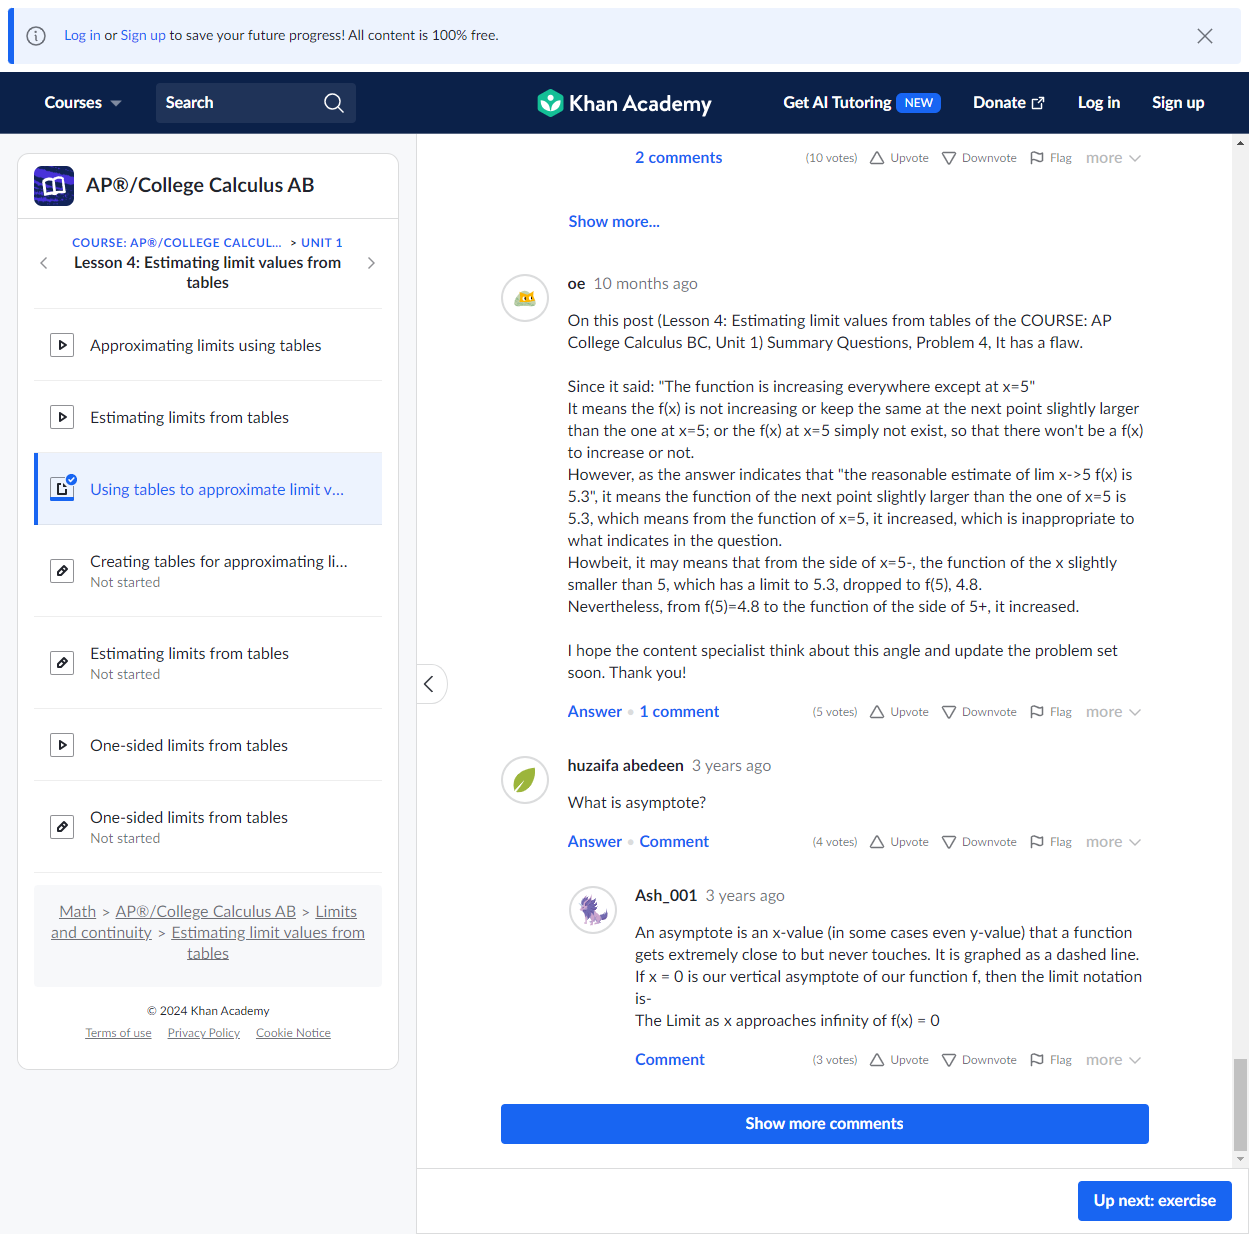 Log in or Sign up to save your future progress! All content is 100% free.
Courses
Search
Khan Academy
Get AI Tutoring NEW
Donate
Log in
Sign up
AP®/College Calculus AB
COURSE: AP®/COLLEGE CALCUL... > UNIT 1
Lesson 4: Estimating limit values from
tables
Approximating limits using tables
Estimating limits from tables
Using tables to approximate limit v...
Creating tables for approximating li...
Not started
Estimating limits from tables
Not started
One-sided limits from tables
One-sided limits from tables
Not started
Math > AP®/College Calculus AB > Limits
and continuity > Estimating limit values from
tables
© 2024 Khan Academy
Terms of use Privacy Policy Cookie Notice
2 comments (10 votes) Upvote Downvote Flag more
Show more...
oe 10 months ago
On this post (Lesson 4: Estimating limit values from tables of the COURSE: AP
College Calculus BC, Unit 1) Summary Questions, Problem 4, It has a flaw.
Since it said: "The function is increasing everywhere except at x=5"
It means the f(x) is not increasing or keep the same at the next point slightly larger
than the one at x=5; or the f(x) at x=5 simply not exist, so that there won't be a f(x)
to increase or not.
However, as the answer indicates that "the reasonable estimate of lim x->5 f(x) is
5.3", it means the function of the next point slightly larger than the one of x=5 is
5.3, which means from the function of x=5, it increased, which is inappropriate to
what indicates in the question.
Howbeit, it may means that from the side of x=5-, the function of the x slightly
smaller than 5, which has a limit to 5.3, dropped to f(5), 4.8.
Nevertheless, from f(5)=4.8 to the function of the side of 5+, it increased.
I hope the content specialist think about this angle and update the problem set
soon. Thank you!
Answer • 1 comment (5 votes) Upvote Downvote Flag more
huzaifa abedeen 3 years ago
What is asymptote?
Answer • Comment (4 votes) Upvote Downvote Flag more
Ash_001 3 years ago
An asymptote is an x-value (in some cases even y-value) that a function
gets extremely close to but never touches. It is graphed as a dashed line.
If x = 0 is our vertical asymptote of our function f, then the limit notation
is-
The Limit as x approaches infinity of f(x) = 0
Comment (3 votes) Upvote Downvote Flag more
Show more comments
Up next: exercise